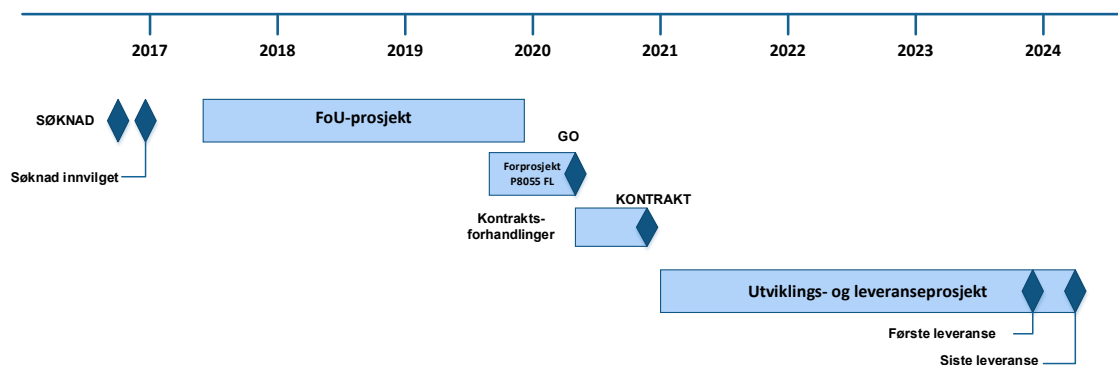 2017 2018 2019 2020 2021 2022 2023 2024
SØKNAD
FoU-prosjekt
GO
Søknad innvilget
Forprosjekt
P8055 FL
KONTRAKT
Kontrakts-
forhandlinger
Utviklings- og leveranseprosjekt
Første leveranse
Siste leveranse